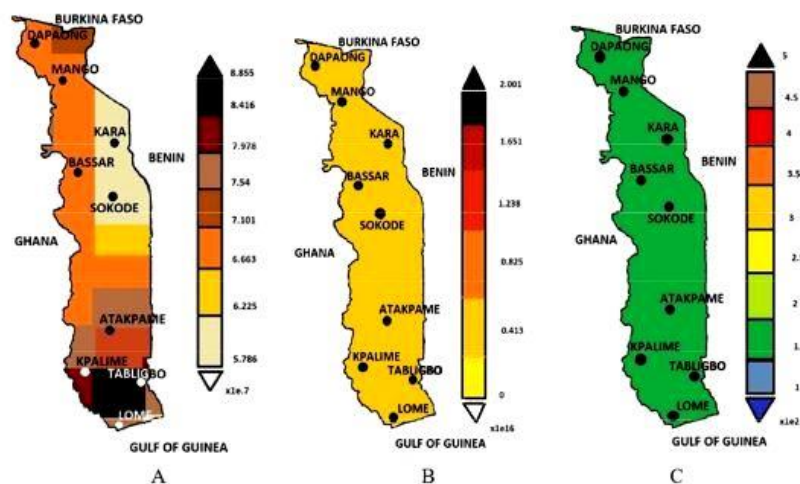 BURKINA FASO
DAPAONG
MANGO
KARA
BENIN
BASSAR
SOKODE
GHANA
ATAKPAME
KPALIME
TABLIGBO
LOME
GULF OF GUINEA
8.855
8.416
7.978
7.54
7.101
6.663
6.225
5.786
x1e.7
A
BURKINA FASO
DAPAONG
MANGO
KARA
BENIN
BASSAR
SOKODE
GHANA
ATAKPAME
KPALIME
TABLIGBO
LOME
GULF OF GUINEA
2.001
1.651
1.238
0.825
0.413
0
x1e16
B
BURKINA FASO
DAPAONG
MANGO
KARA
BENIN
BASSAR
SOKODE
GHANA
ATAKPAME
KPALIME
TABLIGBO
LOME
GULF OF GUINEA
5
4.5
4
3.5
3
2.
2
1.
1
x1e2
C